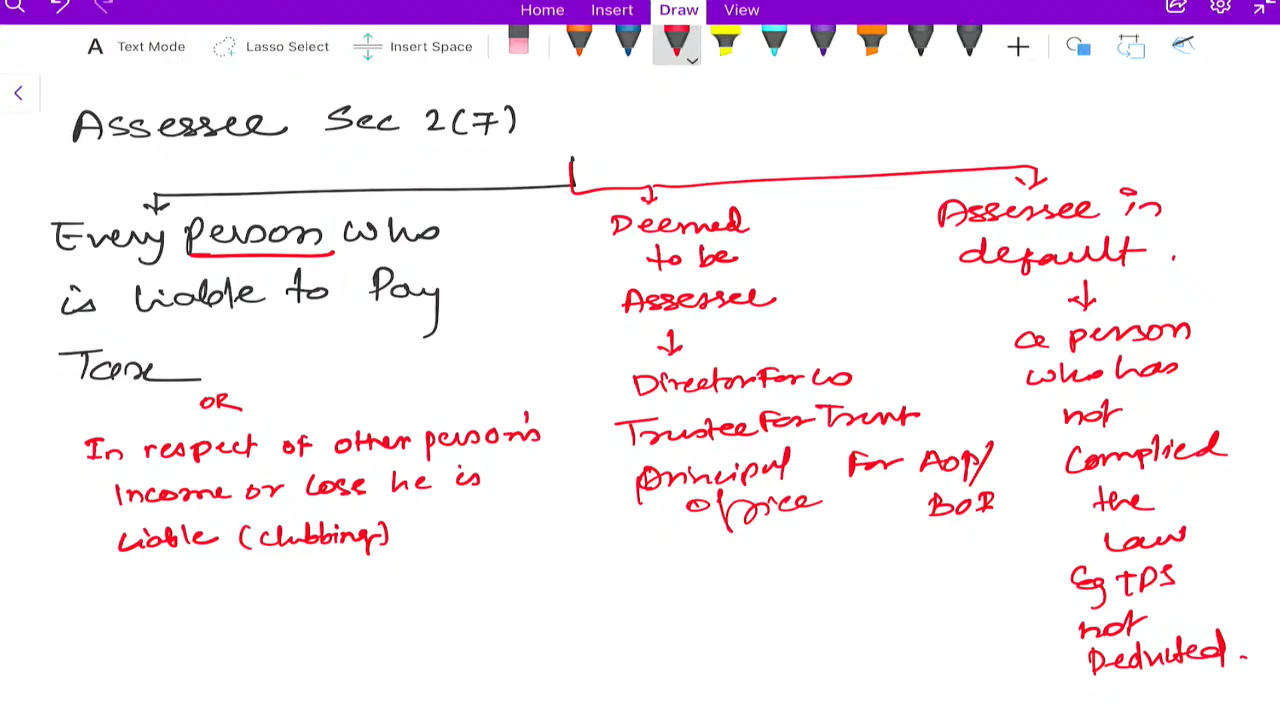 Home Insert Draw View
A Text Mode Lasso Select Insert Space
Assessee Sec 2(7)
Every person who
is liable to Pay
Tax
OR
In respect of other person's
Income or Lose he is
Liable (clubbing)
Deemed
to be
Assessee
Director For Co
Trustee For Trust
principal office For AOP/
BOI
Assessee in
default.
a person
who has
not
Complied
the
Law
Eg TDS
not
Deducted.